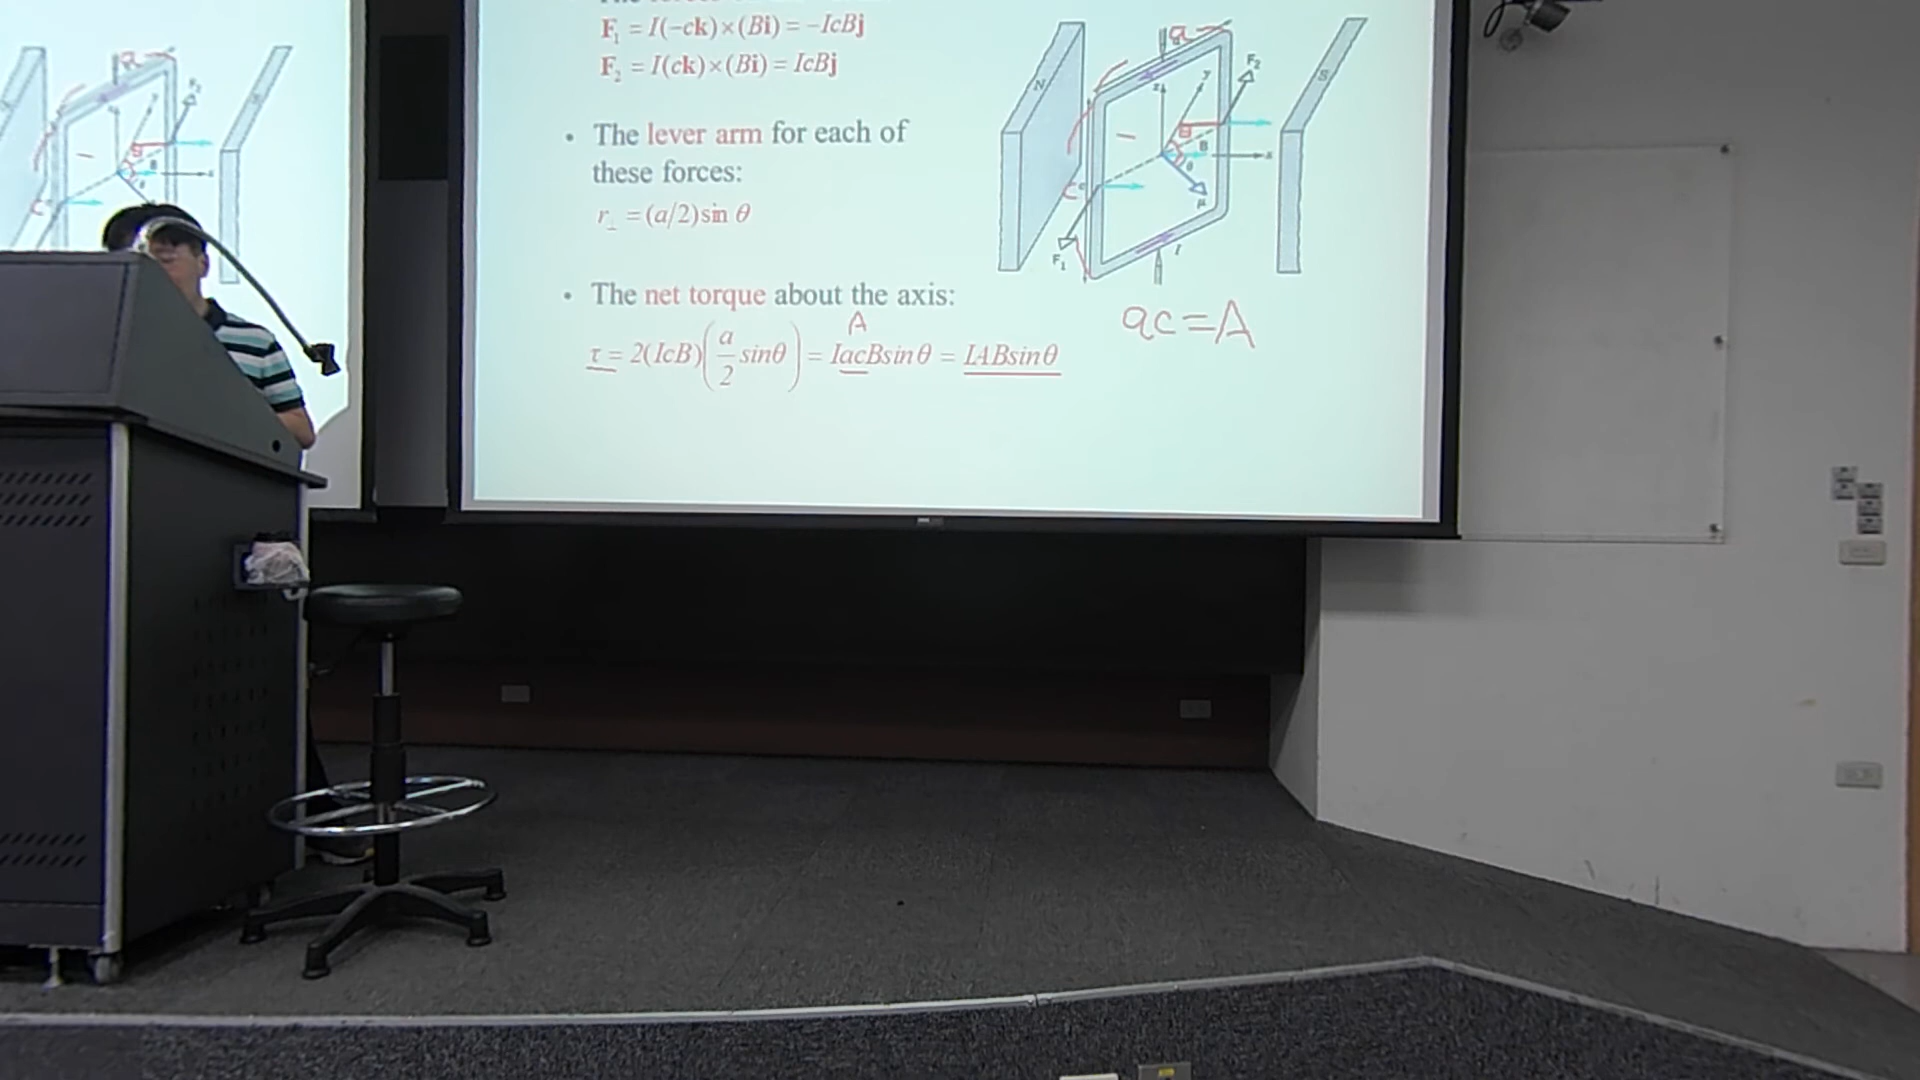 F₁ = I(-ck)×(Bi) = -IcBj
F₂ = I(ck)×(Bi) = IcBj
• The lever arm for each of
these forces:
r⊥ = (a/2) sin θ
• The net torque about the axis:
A
τ = 2(IcB)(a/2 sinθ) = IacBsinθ = IABsinθ
a
N
S
F₂
y
z
θ
B
x
θ
c
μ
F₁
I
ac=A